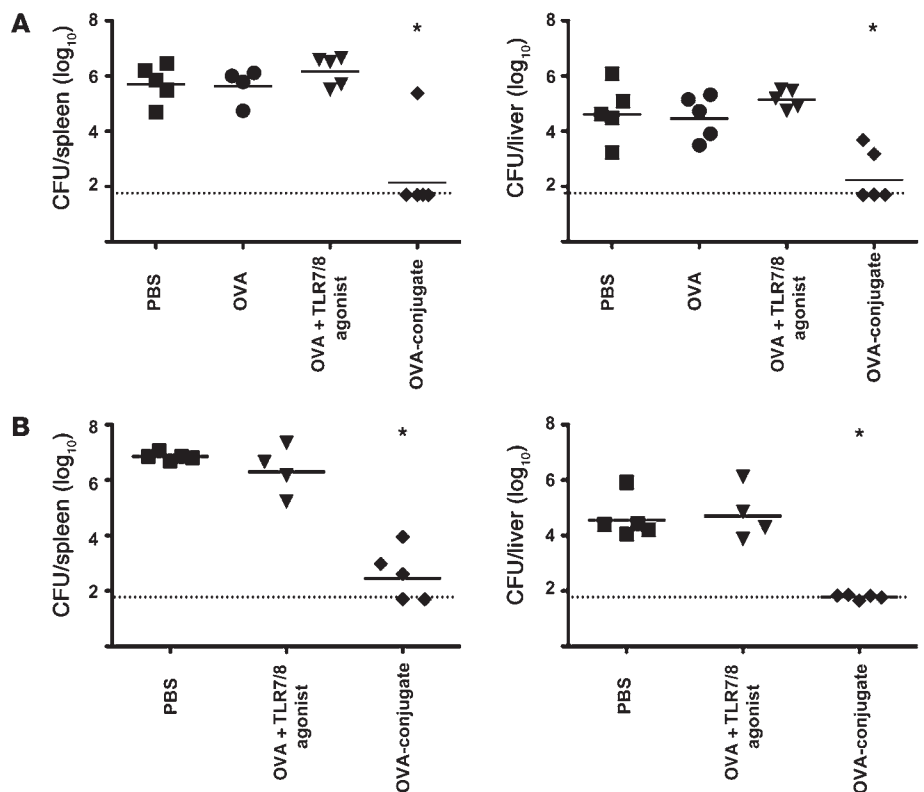 A
CFU/spleen (log10)
8
6
4
2
PBS
OVA
OVA + TLR7/8
agonist
OVA-conjugate
*
CFU/liver (log10)
8
6
4
2
PBS
OVA
OVA + TLR7/8
agonist
OVA-conjugate
*
B
CFU/spleen (log10)
8
6
4
2
PBS
OVA + TLR7/8
agonist
OVA-conjugate
*
CFU/liver (log10)
8
6
4
2
PBS
OVA + TLR7/8
agonist
OVA-conjugate
*